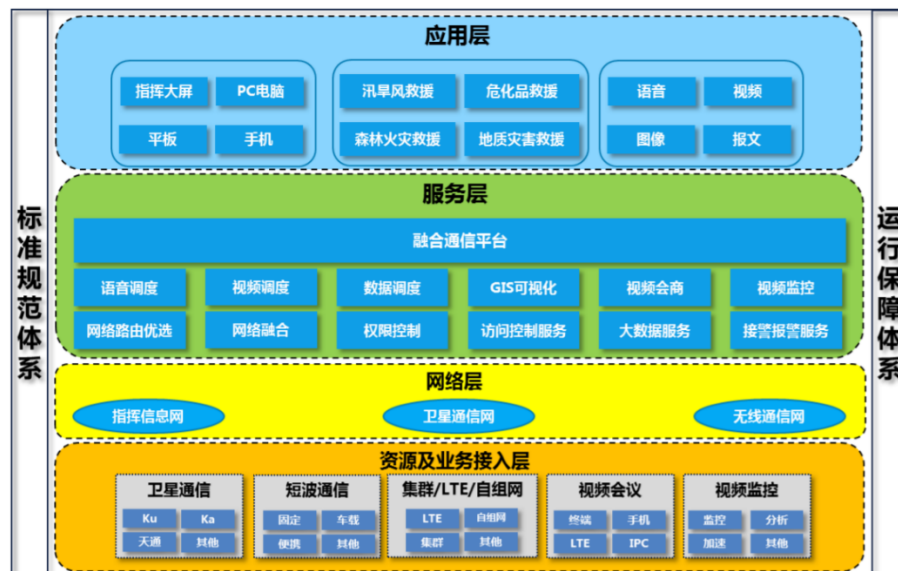 标准规范体系
应用层
指挥大屏 PC电脑
平板 手机
汛旱风救援 危化品救援
森林火灾救援 地质灾害救援
语音 视频
图像 报文
服务层
融合通信平台
语音调度 视频调度 数据调度 GIS可视化 视频会商 视频监控
网络路由优选 网络融合 权限控制 访问控制服务 大数据服务 接警报警服务
网络层
指挥信息网 卫星通信网 无线通信网
资源及业务接入层
卫星通信
Ku Ka
天通 其他
短波通信
固定 车载
便携 其他
集群/LTE/自组网
LTE 自组网
集群 其他
视频会议
终端 手机
LTE IPC
视频监控
监控 分析
加速 其他
运行保障体系